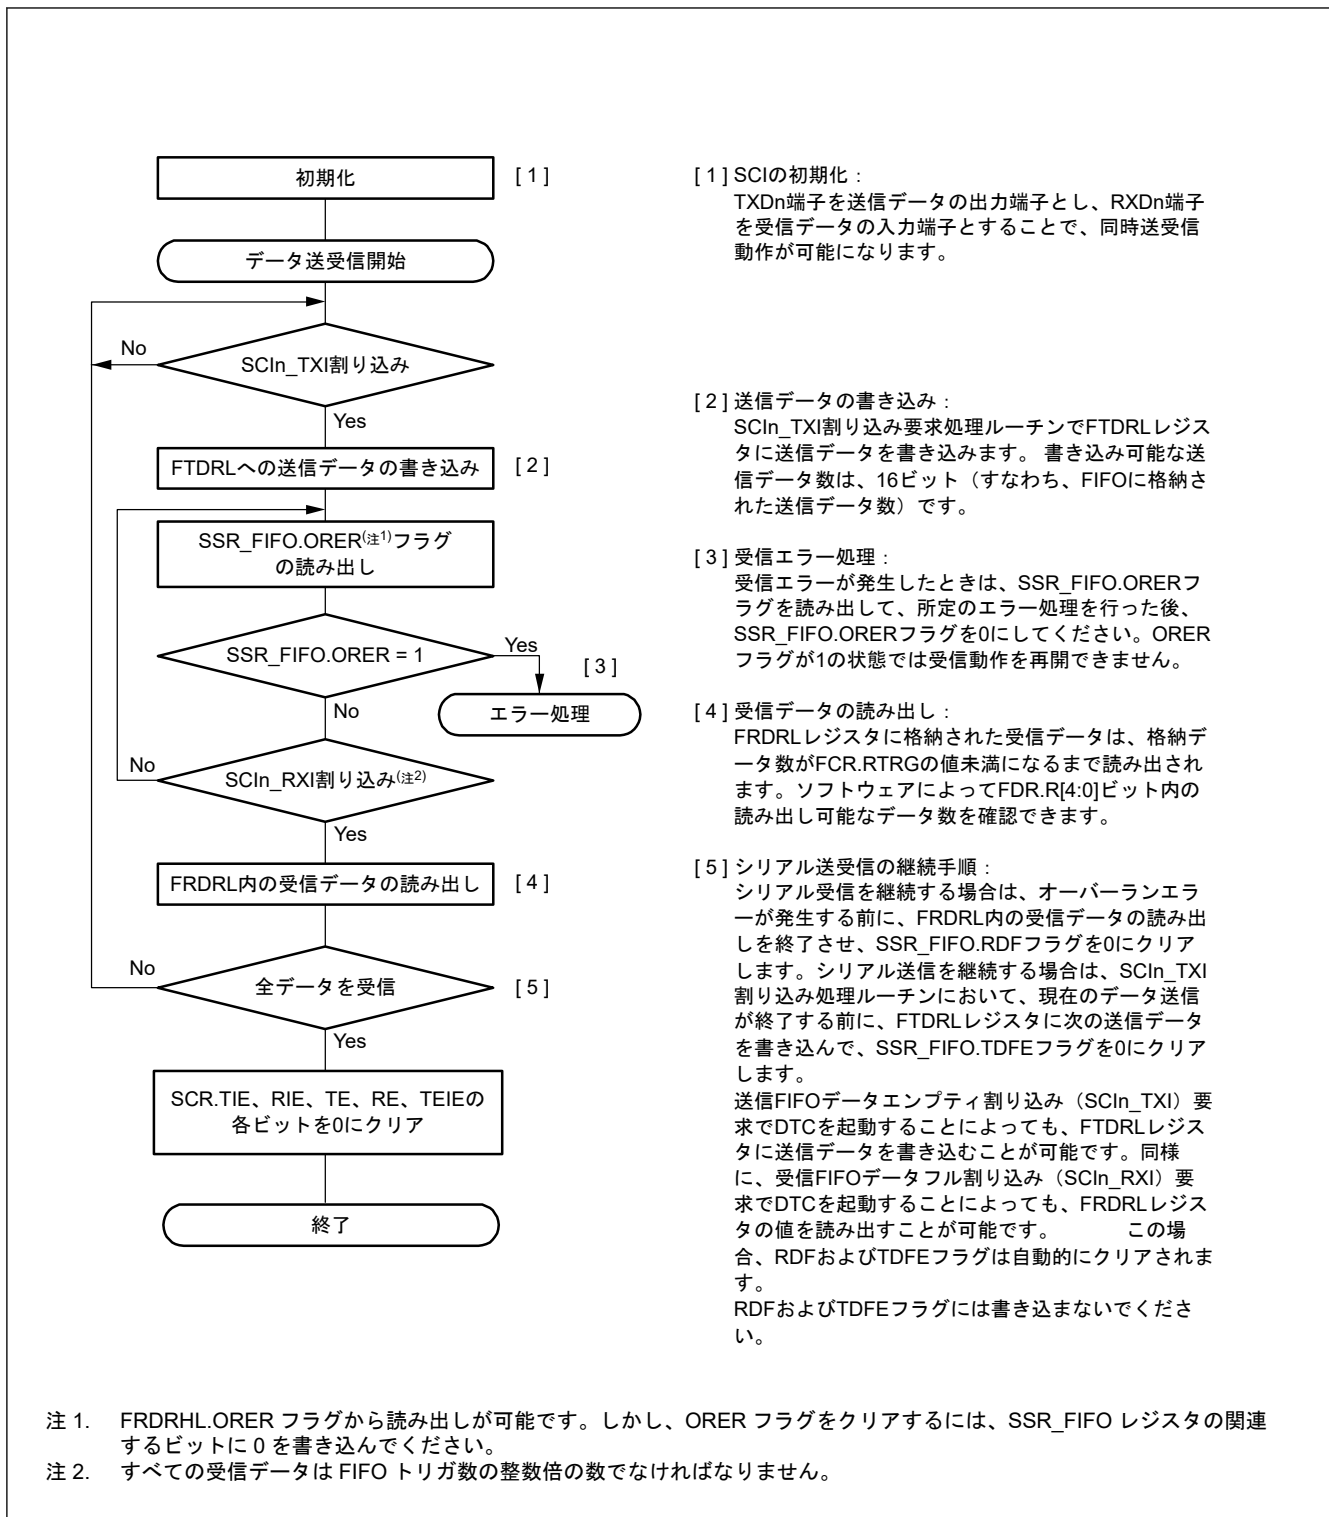 初期化
[ 1 ]
データ送受信開始
No
SCIn_TXI割り込み
Yes
FTDRLへの送信データの書き込み
[ 2 ]
SSR_FIFO.ORER(注1)フラグ
の読み出し
SSR_FIFO.ORER = 1
Yes
[ 3 ]
エラー処理
No
No
SCIn_RXI割り込み(注2)
Yes
FRDRL内の受信データの読み出し
[ 4 ]
No
全データを受信
[ 5 ]
Yes
SCR.TIE、RIE、TE、RE、TEIEの
各ビットを0にクリア
終了
[ 1 ] SCIの初期化：
TXDn端子を送信データの出力端子とし、RXDn端子
を受信データの入力端子とすることで、同時送受信
動作が可能になります。
[ 2 ] 送信データの書き込み：
SCIn_TXI割り込み要求処理ルーチンでFTDRLレジス
タに送信データを書き込みます。 書き込み可能な送
信データ数は、16ビット（すなわち、FIFOに格納さ
れた送信データ数）です。
[ 3 ] 受信エラー処理：
受信エラーが発生したときは、SSR_FIFO.ORERフ
ラグを読み出して、所定のエラー処理を行った後、
SSR_FIFO.ORERフラグを0にしてください。ORER
フラグが1の状態では受信動作を再開できません。
[ 4 ] 受信データの読み出し：
FRDRLレジスタに格納された受信データは、格納デ
ータ数がFCR.RTRGの値未満になるまで読み出され
ます。ソフトウェアによってFDR.R[4:0]ビット内の
読み出し可能なデータ数を確認できます。
[ 5 ] シリアル送受信の継続手順：
シリアル受信を継続する場合は、オーバーランエラ
ーが発生する前に、FRDRL内の受信データの読み出
しを終了させ、SSR_FIFO.RDFフラグを0にクリア
します。シリアル送信を継続する場合は、SCIn_TXI
割り込み処理ルーチンにおいて、現在のデータ送信
が終了する前に、FTDRLレジスタに次の送信データ
を書き込んで、SSR_FIFO.TDFEフラグを0にクリア
します。
送信FIFOデータエンプティ割り込み（SCIn_TXI）要
求でDTCを起動することによっても、FTDRLレジス
タに送信データを書き込むことが可能です。同様
に、受信FIFOデータフル割り込み（SCIn_RXI）要
求でDTCを起動することによっても、FRDRLレジス
タの値を読み出すことが可能です。 この場
合、RDFおよびTDFEフラグは自動的にクリアされま
す。
RDFおよびTDFEフラグには書き込まないでくださ
い。
注 1. FRDRHL.ORER フラグから読み出しが可能です。しかし、ORER フラグをクリアするには、SSR_FIFO レジスタの関連
するビットに 0 を書き込んでください。
注 2. すべての受信データは FIFO トリガ数の整数倍の数でなければなりません。